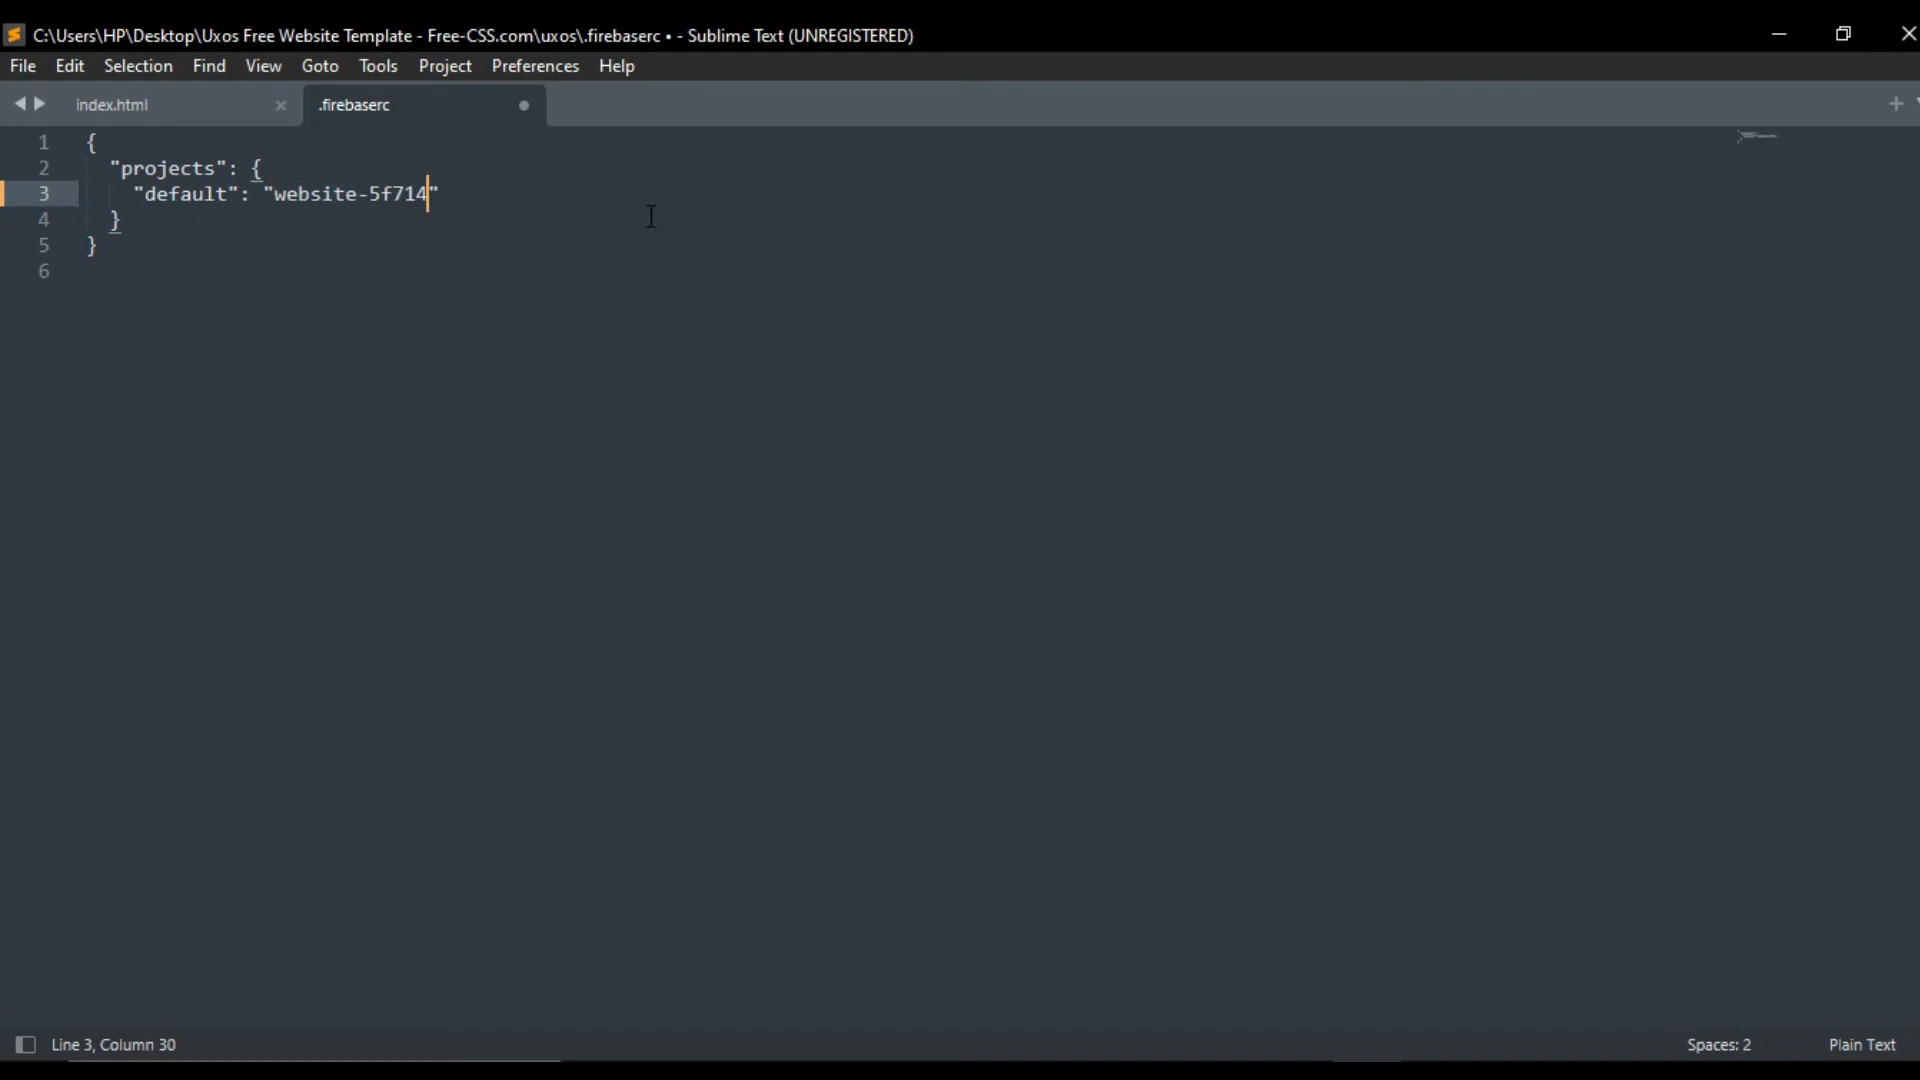 C:\Users\HP\Desktop\Uxos Free Website Template - Free-CSS.com\uxos\.firebaserc • - Sublime Text (UNREGISTERED)
File Edit Selection Find View Goto Tools Project Preferences Help
index.html .firebaserc
1 {
2 "projects": {
3 "default": "website-5f714"
4 }
5 }
6
Line 3, Column 30 Spaces: 2 Plain Text